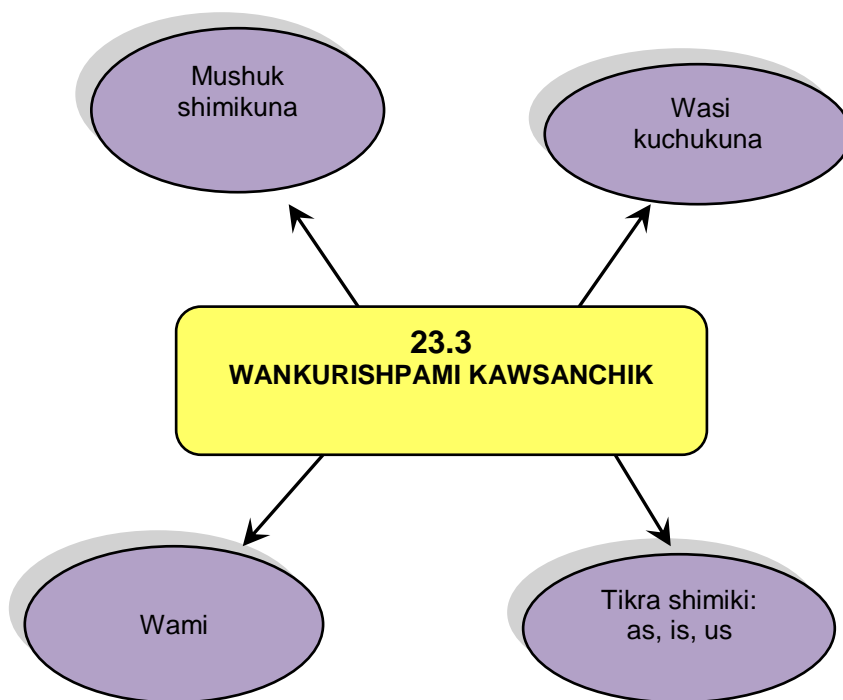 Mushuk
shimikuna
Wasi
kuchukuna
23.3
WANKURISHPAMI KAWSANCHIK
Wami
Tikra shimiki:
as, is, us